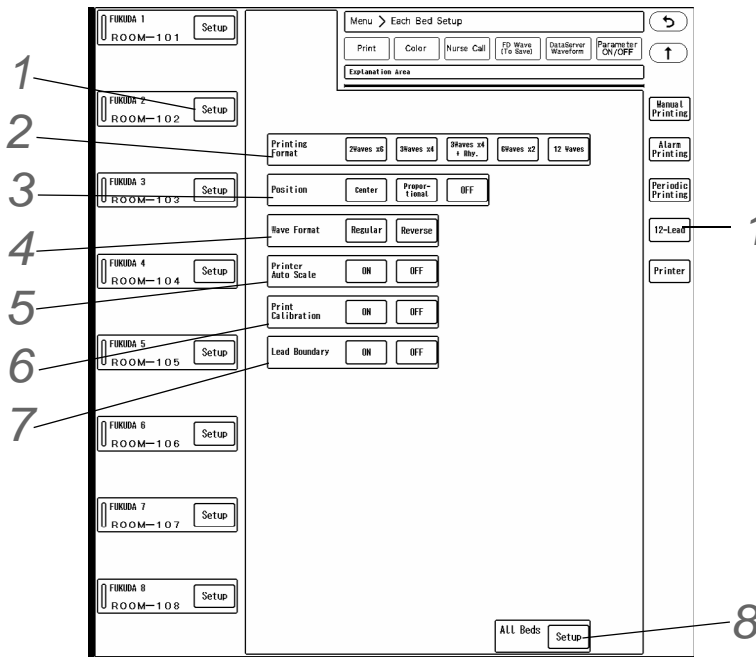 FUKUDA 1
ROOM-101
Setup
FUKUDA 2
ROOM-102
Setup
FUKUDA 3
ROOM-103
Setup
FUKUDA 4
ROOM-104
Setup
FUKUDA 5
ROOM-105
Setup
FUKUDA 6
ROOM-106
Setup
FUKUDA 7
ROOM-107
Setup
FUKUDA 8
ROOM-108
Setup
1
2
3
4
5
6
7
Menu > Each Bed Setup
Print
Color
Nurse Call
FD Wave
(To Save)
DataServer
Waveform
Parameter
ON/OFF
Explanation Area
Printing
Format
2Waves x6
3Waves x4
3Waves x4
+ Rhy.
6Waves x2
12 Waves
Position
Center
Propor-
tional
OFF
Wave Format
Regular
Reverse
Printer
Auto Scale
ON
OFF
Print
Calibration
ON
OFF
Lead Boundary
ON
OFF
Manual
Printing
Alarm
Printing
Periodic
Printing
12-Lead
1
Printer
All Beds
Setup
8